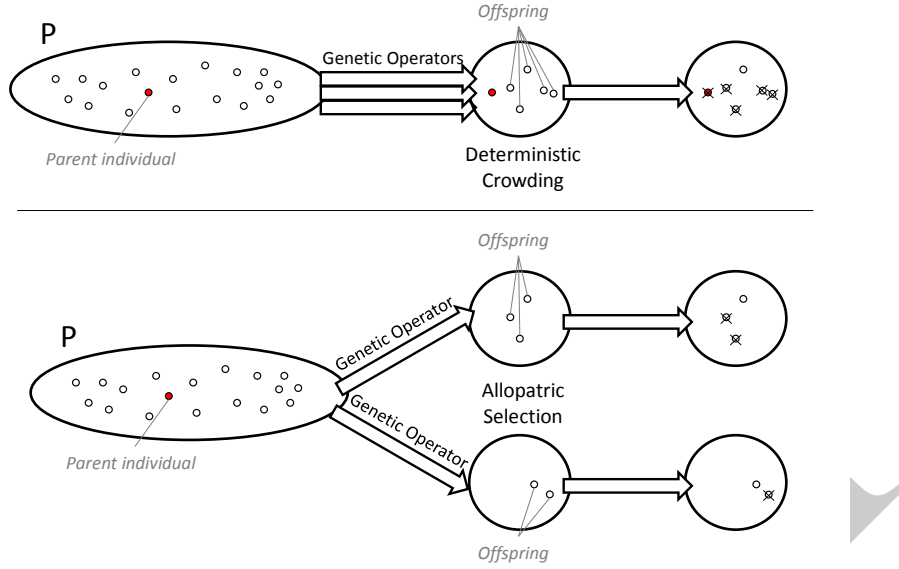 Offspring
P
Genetic Operators
Parent individual
Deterministic
Crowding
Offspring
P
Genetic Operator
Allopatric
Selection
Genetic Operator
Parent individual
Offspring